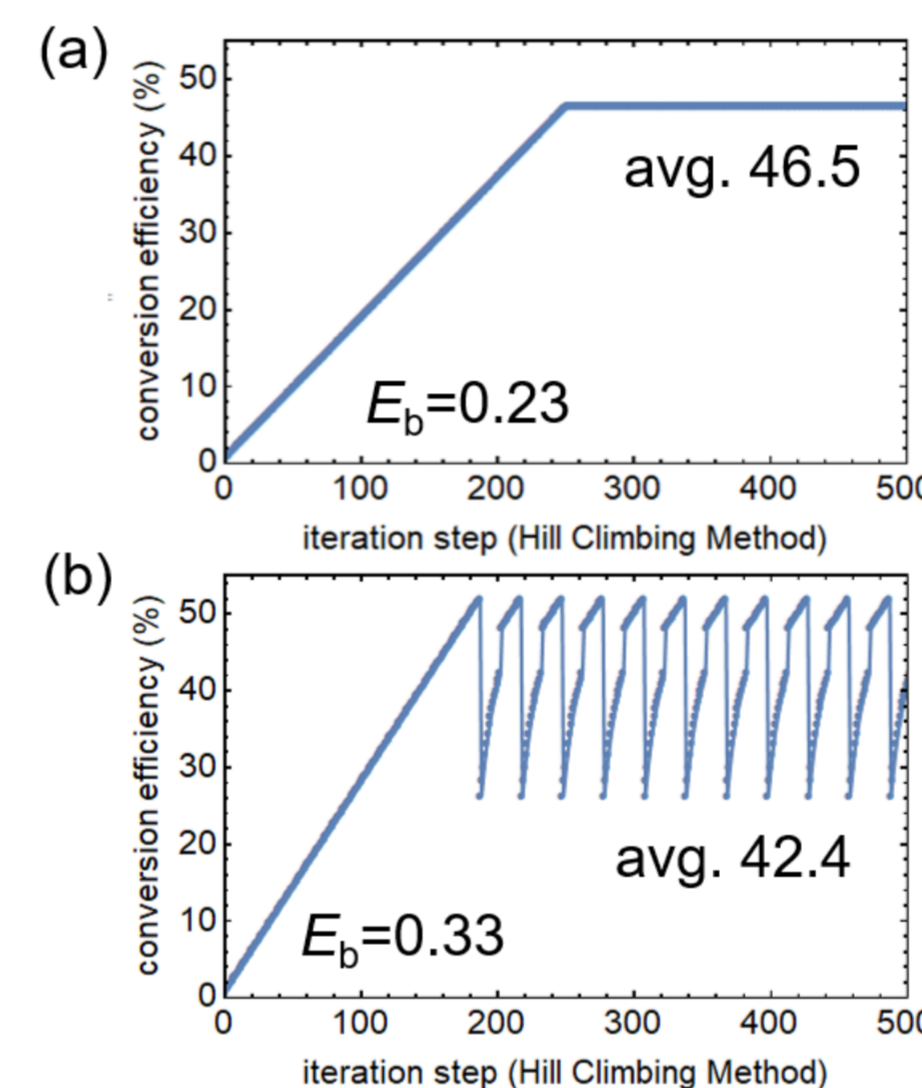 (a)
conversion efficiency (%)
50
40
30
20
10
0
avg. 46.5
E_b=0.23
0 100 200 300 400 500
iteration step (Hill Climbing Method)
(b)
conversion efficiency (%)
50
40
30
20
10
0
avg. 42.4
E_b=0.33
0 100 200 300 400 500
iteration step (Hill Climbing Method)